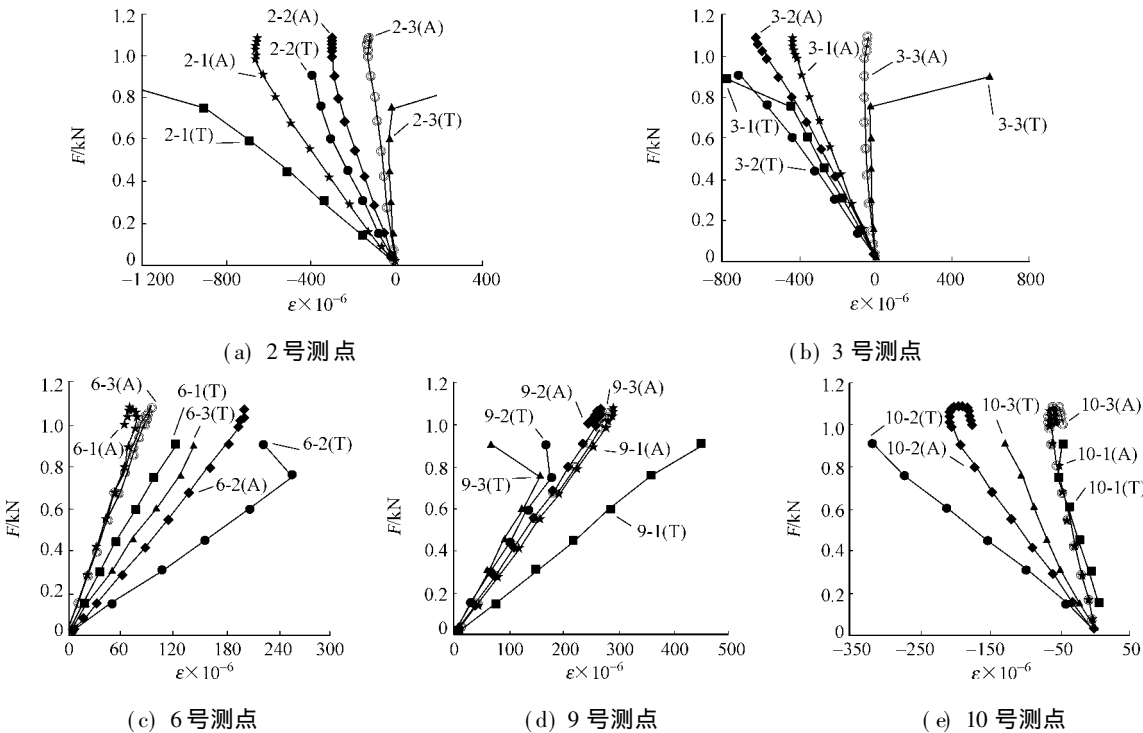 1.2
1.0
0.8
0.6
0.4
0.2
0
F/kN
2-2(A)
2-3(A)
2-2(T)
2-1(A)
2-1(T)
2-3(T)
−1 200 −800 −400 0 400
ε×10⁻⁶
(a) 2号测点
1.2
1.0
0.8
0.6
0.4
0.2
0
F/kN
3-2(A)
3-1(A)
3-3(A)
3-1(T)
3-3(T)
3-2(T)
−800 −400 0 400 800
ε×10⁻⁶
(b) 3号测点
1.2
1.0
0.8
0.6
0.4
0.2
0
F/kN
6-3(A)
6-1(T)
6-3(T)
6-1(A)
6-2(T)
6-2(A)
0 60 120 180 240 300
ε×10⁻⁶
(c) 6号测点
1.2
1.0
0.8
0.6
0.4
0.2
0
F/kN
9-2(A)
9-3(A)
9-2(T)
9-1(A)
9-3(T)
9-1(T)
0 100 200 300 400 500
ε×10⁻⁶
(d) 9号测点
1.2
1.0
0.8
0.6
0.4
0.2
0
F/kN
10-2(T)
10-3(T)
10-3(A)
10-2(A)
10-1(A)
10-1(T)
−350 −250 −150 −50 50
ε×10⁻⁶
(e) 10号测点